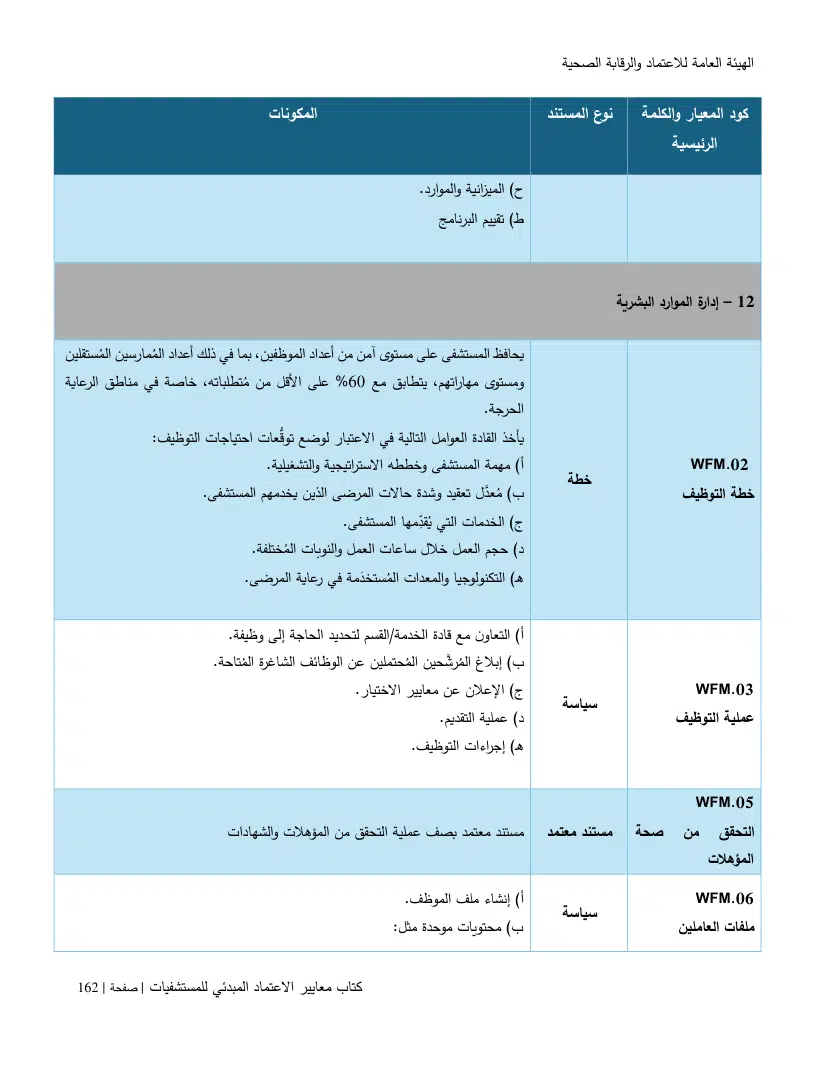 الهيئة العامة للاعتماد والرقابة الصحية
كود المعيار والكلمة
الرئيسية
نوع المستند
المكونات
ح) الميزانية والموارد.
ط) تقييم البرنامج
12 – إدارة الموارد البشرية
WFM.02
خطة التوظيف
خطة
يحافظ المستشفى على مستوى آمن من أعداد الموظفين، بما في ذلك أعداد المُمارسين المُستقلين
ومستوى مهاراتهم، يتطابق مع 60% على الأقل من مُتطلباته، خاصة في مناطق الرعاية
الحرجة.
يأخذ القادة العوامل التالية في الاعتبار لوضع توقُّعات احتياجات التوظيف:
أ) مهمة المستشفى وخططه الاستراتيجية والتشغيلية.
ب) مُعدَّل تعقيد وشدة حالات المرضى الذين يخدمهم المستشفى.
ج) الخدمات التي يُقدِّمها المستشفى.
د) حجم العمل خلال ساعات العمل والنوبات المُختلفة.
ه) التكنولوجيا والمعدات المُستخدَمة في رعاية المرضى.
WFM.03
عملية التوظيف
سياسة
أ) التعاون مع قادة الخدمة/القسم لتحديد الحاجة إلى وظيفة.
ب) إبلاغ المُرشَّحين المُحتملين عن الوظائف الشاغرة المُتاحة.
ج) الإعلان عن معايير الاختيار.
د) عملية التقديم.
ه) إجراءات التوظيف.
WFM.05
التحقق من صحة
المؤهلات
مستند معتمد
مستند معتمد بصف عملية التحقق من المؤهلات والشهادات
WFM.06
ملفات العاملين
سياسة
أ) إنشاء ملف الموظف.
ب) محتويات موحدة مثل:
كتاب معايير الاعتماد المبدئي للمستشفيات | صفحة | 162